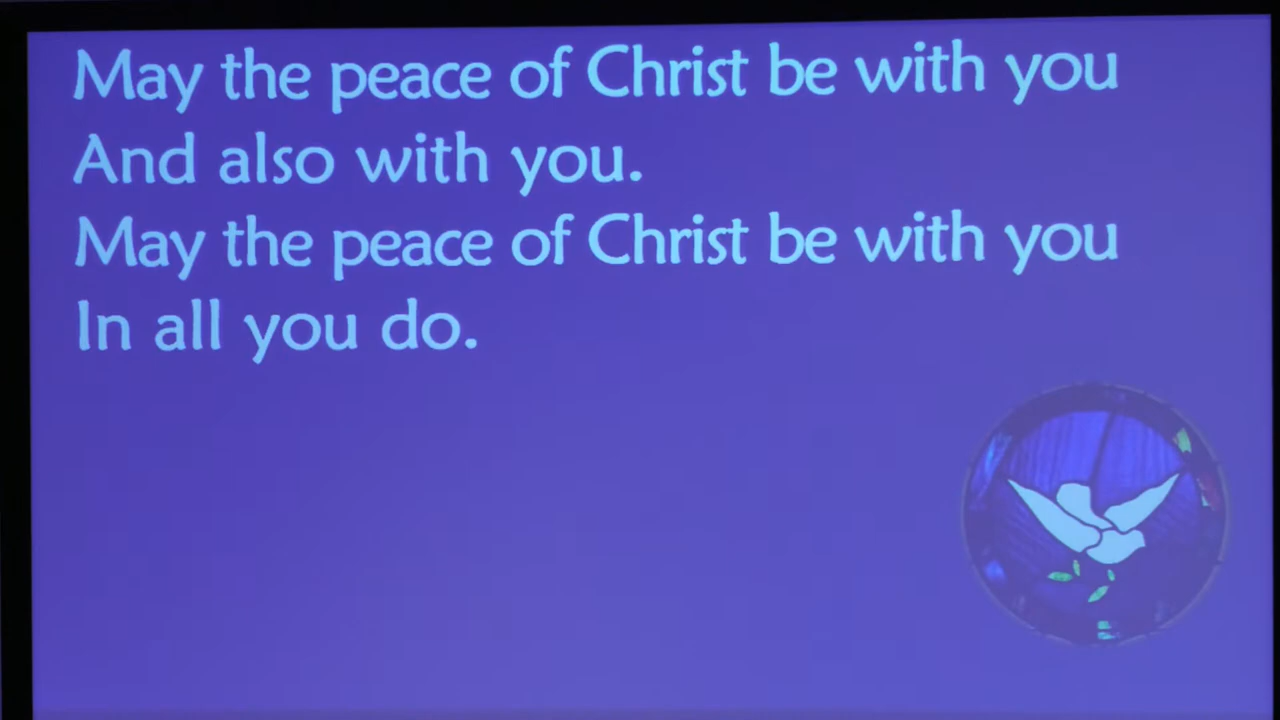 May the peace of Christ be with you
And also with you.
May the peace of Christ be with you
In all you do.